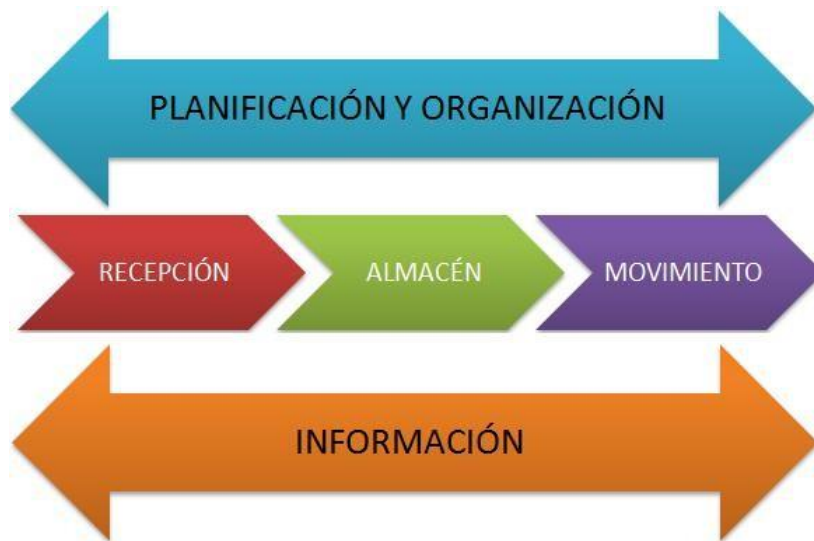 PLANIFICACIÓN Y ORGANIZACIÓN
RECEPCIÓN
ALMACÉN
MOVIMIENTO
INFORMACIÓN